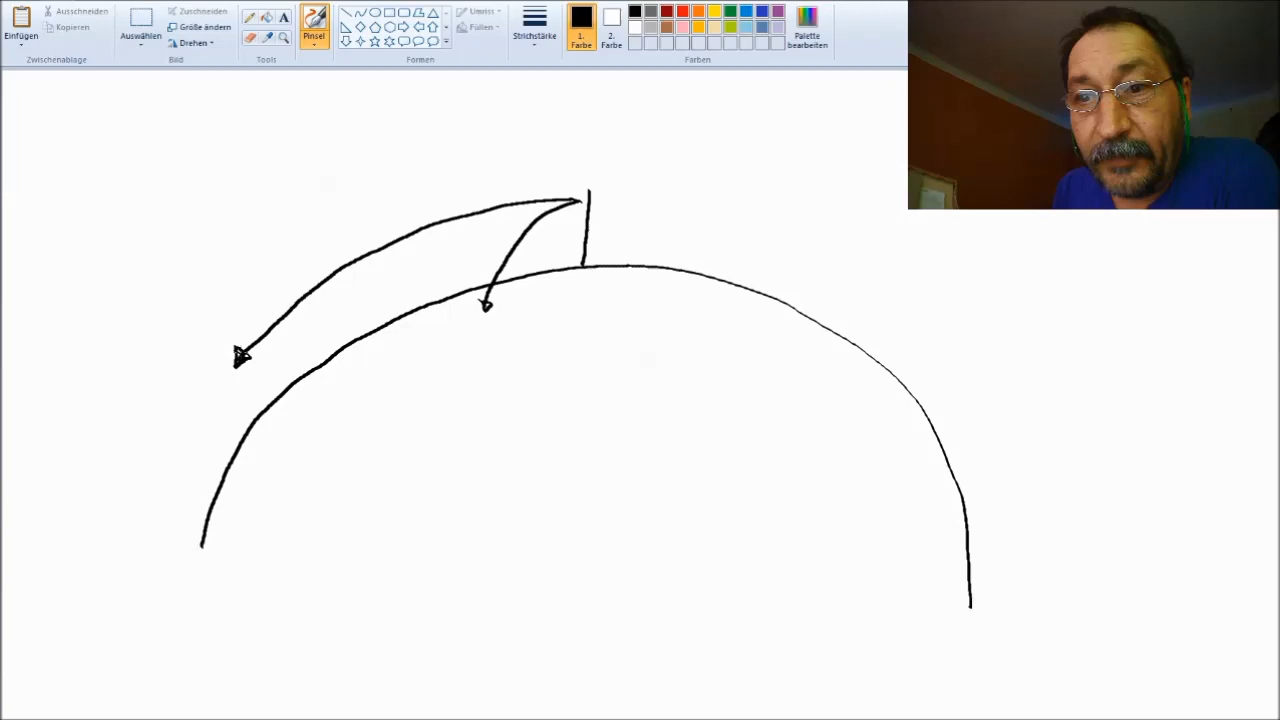 Einfügen
Ausschneiden
Kopieren
Zwischenablage
Auswählen
Zuschneiden
Größe ändern
Drehen
Bild
A
Tools
Pinsel
Umriss
Füllen
Formen
Strichstärke
1.
Farbe
2.
Farbe
Palette
bearbeiten
Farben